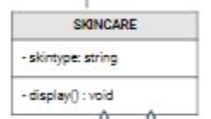 SKINCARE
- skintype: string
- display() : void